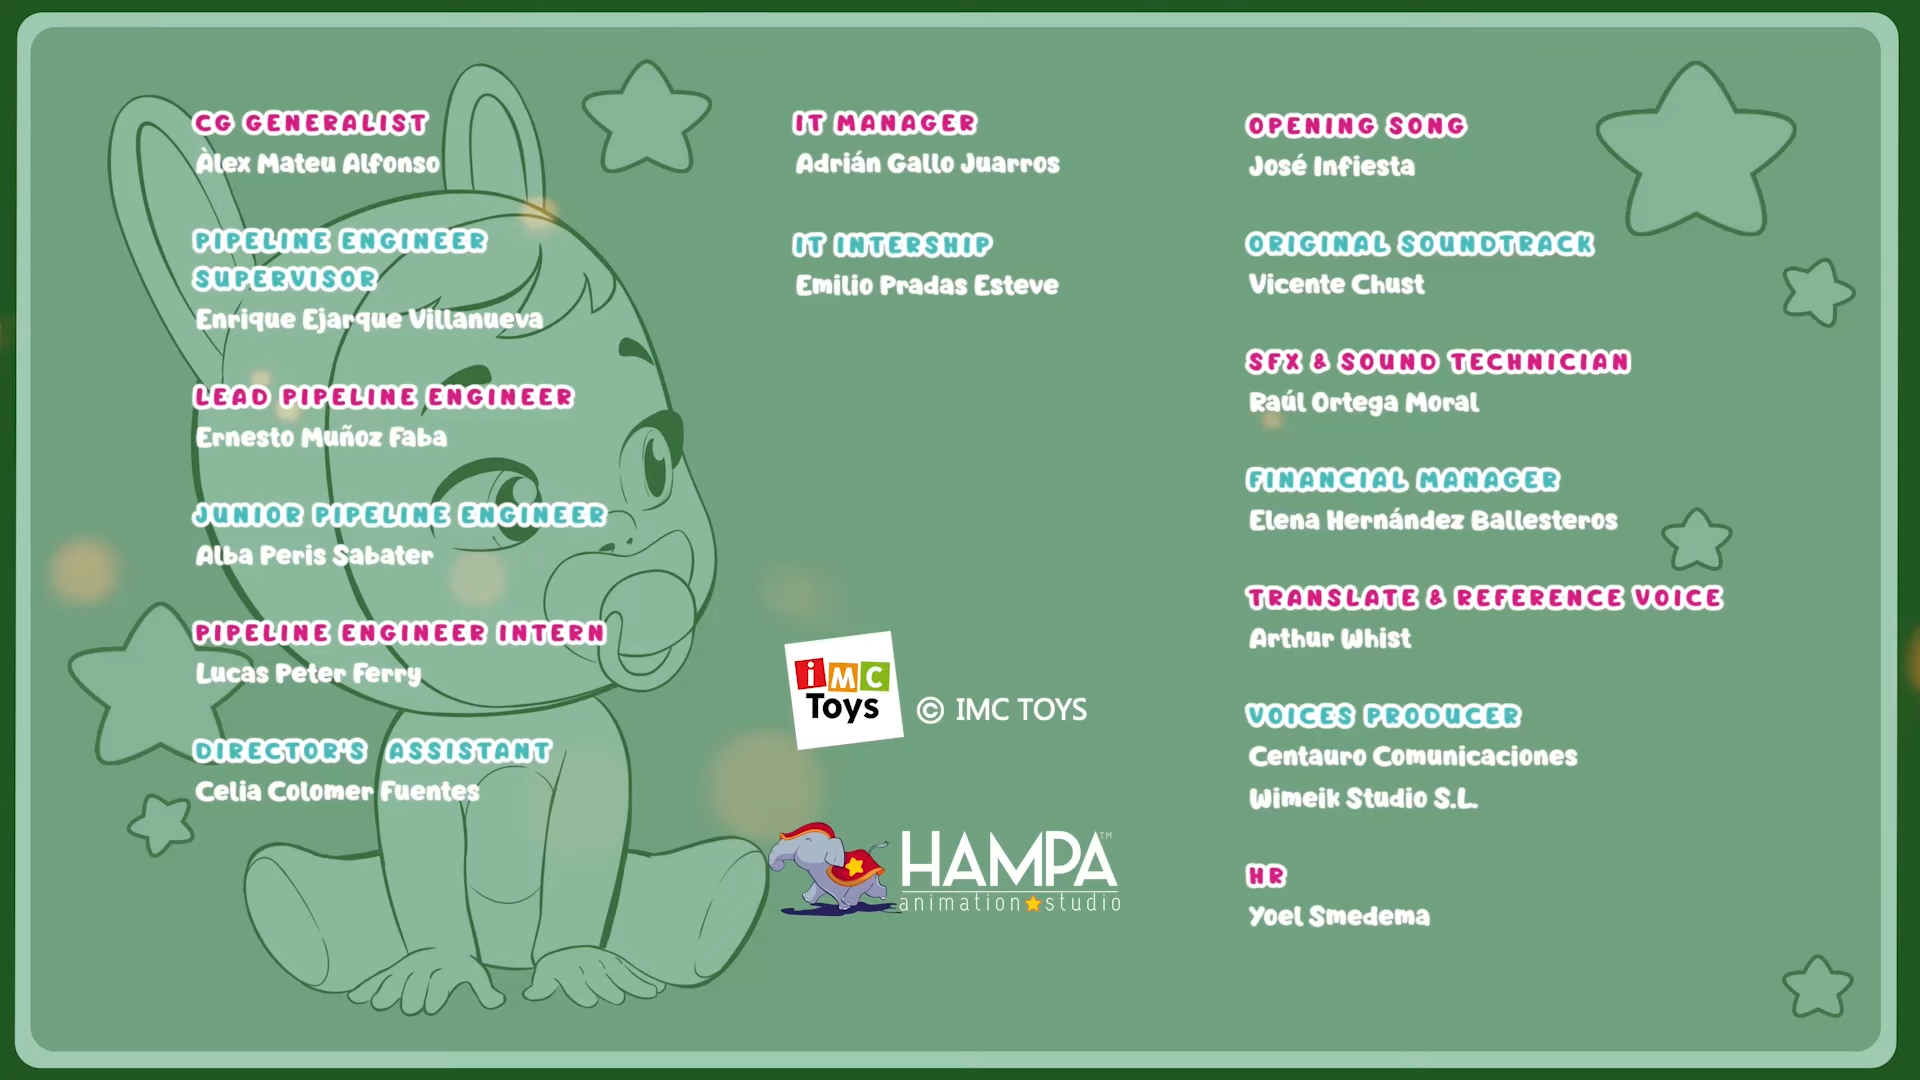 CG GENERALIST
Àlex Mateu Alfonso
PIPELINE ENGINEER
SUPERVISOR
Enrique Ejarque Villanueva
LEAD PIPELINE ENGINEER
Ernesto Muñoz Faba
JUNIOR PIPELINE ENGINEER
Alba Peris Sabater
PIPELINE ENGINEER INTERN
Lucas Peter Ferry
DIRECTOR'S ASSISTANT
Celia Colomer Fuentes
IT MANAGER
Adrián Gallo Juarros
IT INTERSHIP
Emilio Pradas Esteve
iMC
Toys
© IMC TOYS
HAMPA™
animation studio
OPENING SONG
José Infiesta
ORIGINAL SOUNDTRACK
Vicente Chust
SFX & SOUND TECHNICIAN
Raúl Ortega Moral
FINANCIAL MANAGER
Elena Hernández Ballesteros
TRANSLATE & REFERENCE VOICE
Arthur Whist
VOICES PRODUCER
Centauro Comunicaciones
Wimeik Studio S.L.
HR
Yoel Smedema